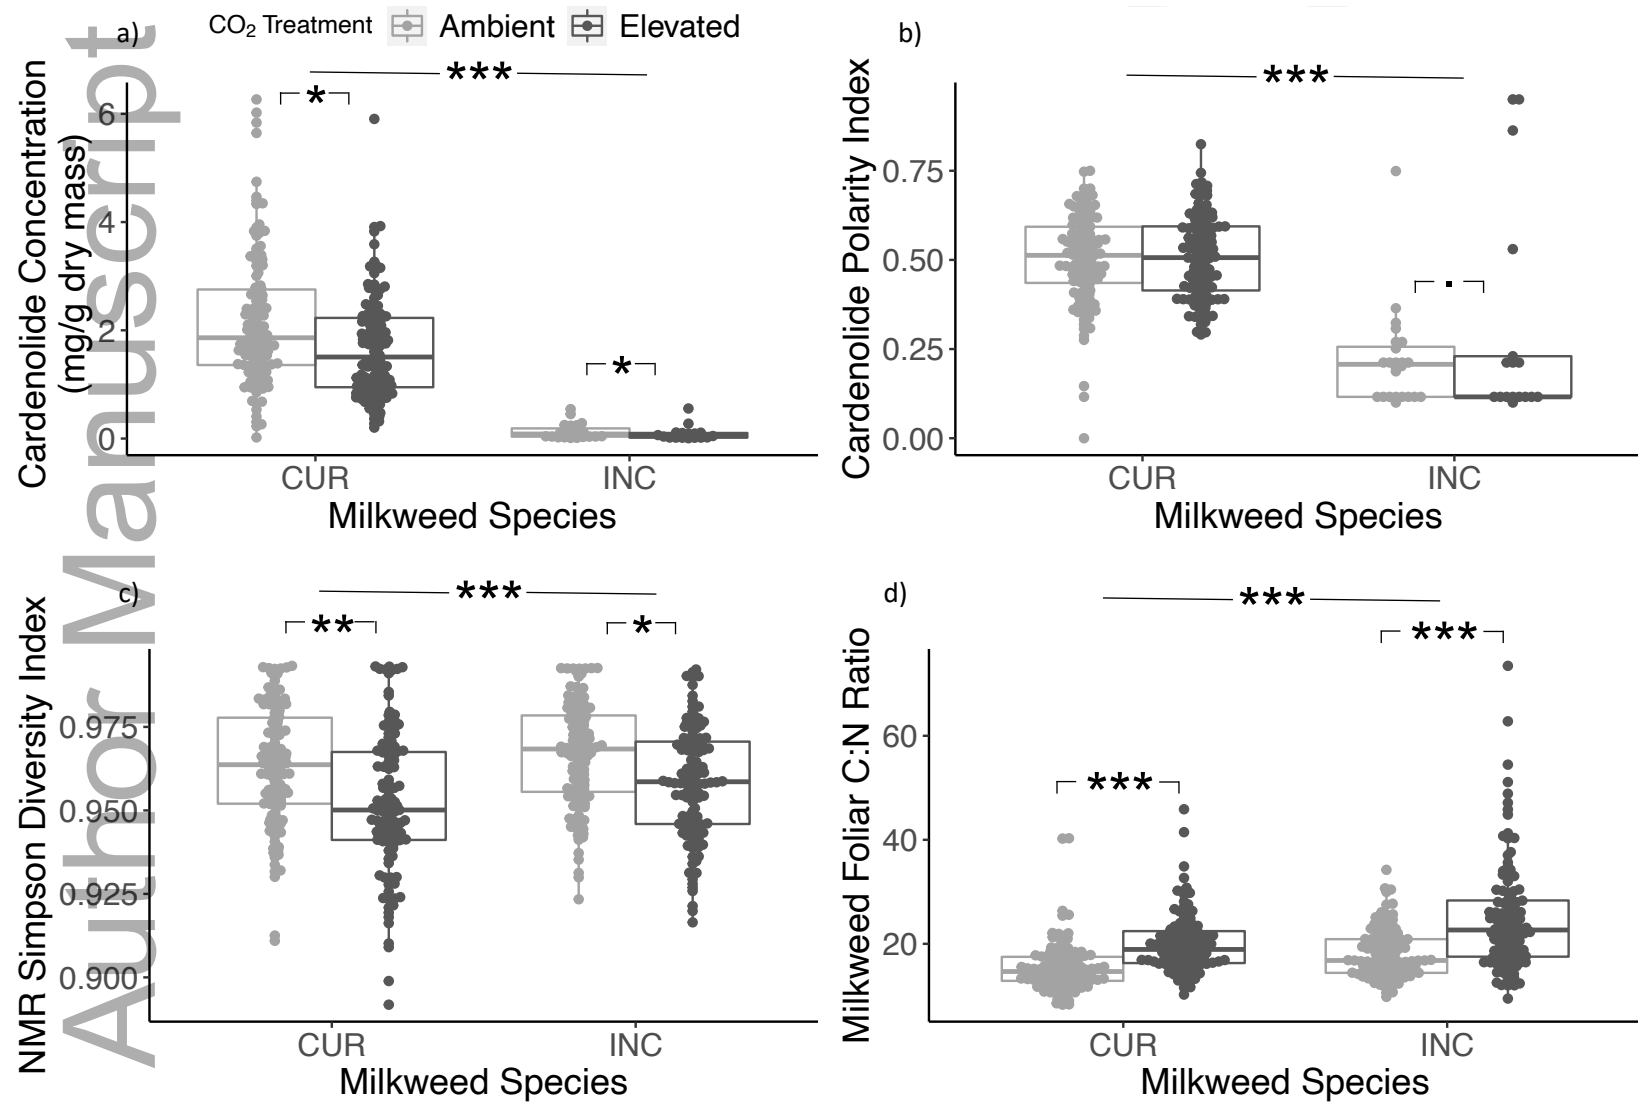 a)
CO2 Treatment Ambient Elevated
***
*
*
Cardenolide Concentration
(mg/g dry mass)
6
4
2
0
CUR INC
Milkweed Species
b)
***
.
Cardenolide Polarity Index
0.75
0.50
0.25
0.00
CUR INC
Milkweed Species
c)
***
** *
NMR Simpson Diversity Index
0.975
0.950
0.925
0.900
CUR INC
Milkweed Species
d)
***
***
***
Milkweed Foliar C:N Ratio
60
40
20
CUR INC
Milkweed Species
Author Manuscript